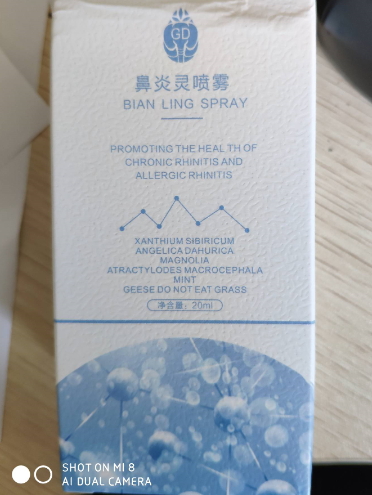 GD
鼻炎灵喷雾
BIAN LING SPRAY
PROMOTING THE HEAL TH OF
CHRONIC RHINITIS AND
ALLERGIC RHINITIS
XANTHIUM SIBIRICUM
ANGELICA DAHURICA
MAGNOLIA
ATRACTYLODES MACROCEPHALA
MINT
GEESE DO NOT EAT GRASS
净含量：20ml
SHOT ON MI 8
AI DUAL CAMERA